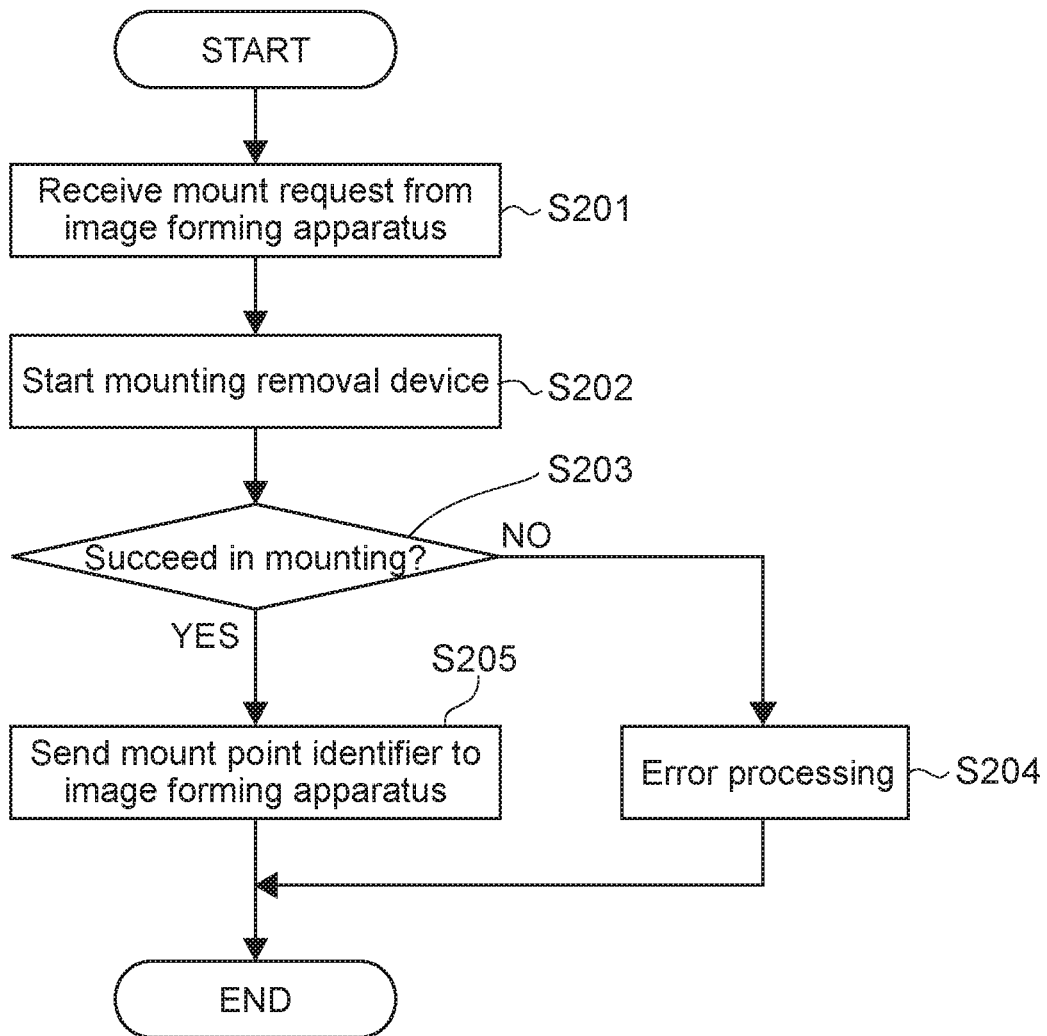 START
Receive mount request from
image forming apparatus
S201
Start mounting removal device
S202
S203
Succeed in mounting?
NO
YES
S205
Send mount point identifier to
image forming apparatus
Error processing
S204
END